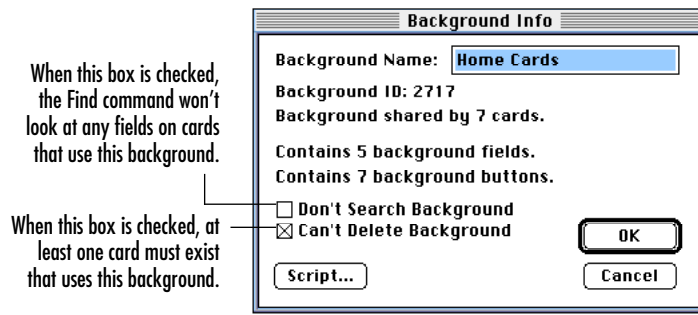 Background Info
Background Name: Home Cards
Background ID: 2717
Background shared by 7 cards.
Contains 5 background fields.
Contains 7 background buttons.
Don't Search Background
Can't Delete Background
OK
Script...
Cancel
When this box is checked,
the Find command won't
look at any fields on cards
that use this background.
When this box is checked, at
least one card must exist
that uses this background.